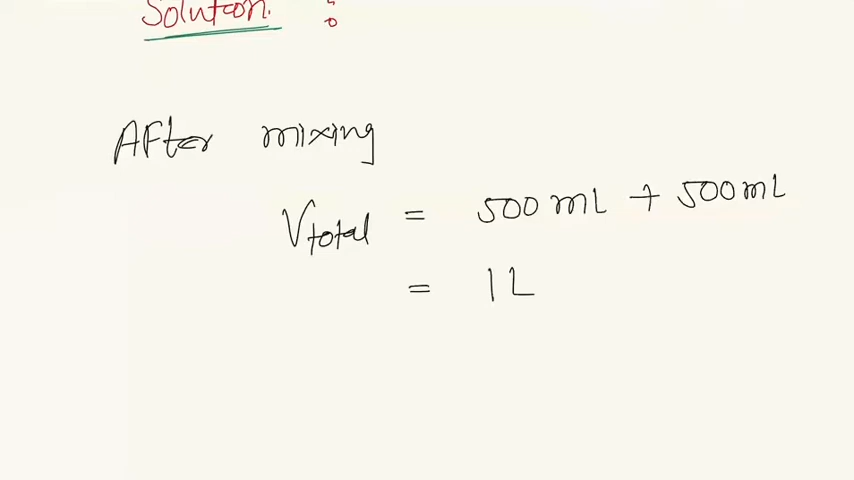 Solution :
After mixing
Vtotal = 500 mL + 500 mL
= 1 L